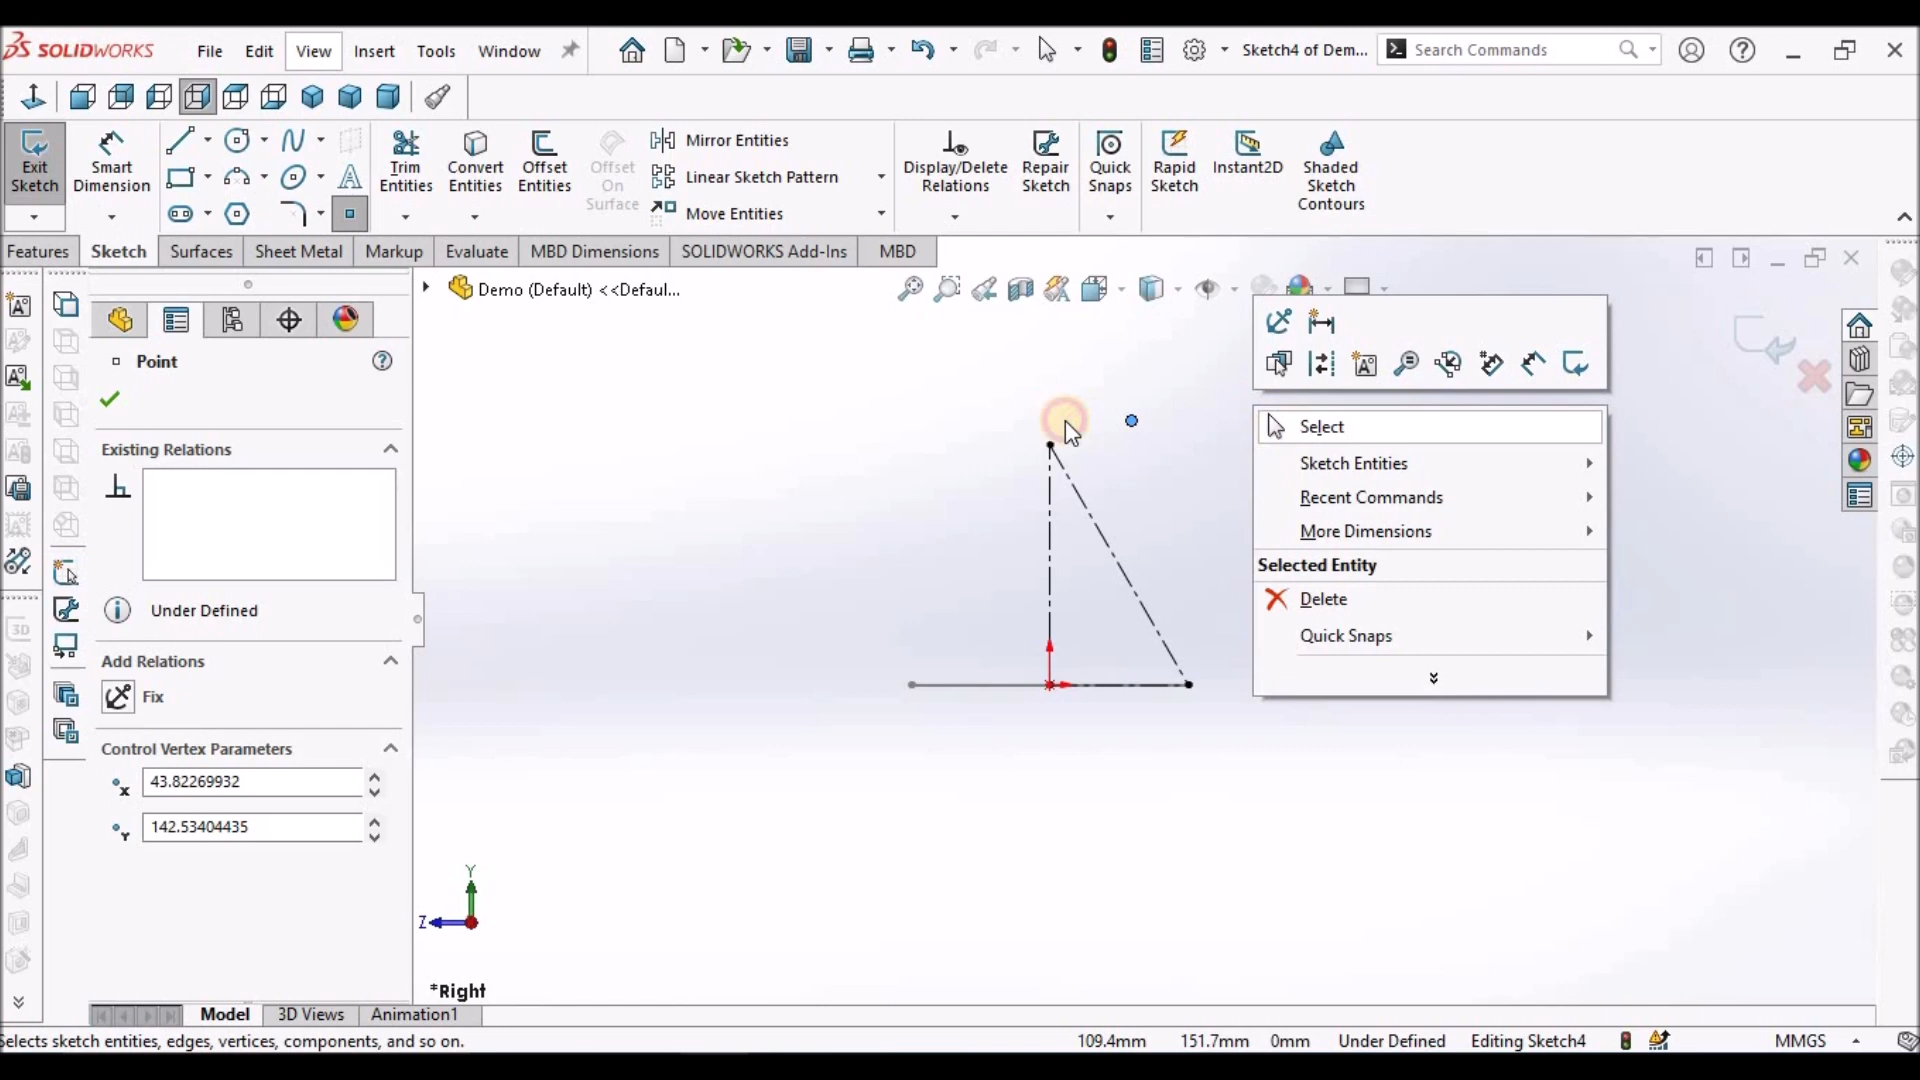 SOLIDWORKS File Edit View Insert Tools Window Sketch4 of Dem... Search Commands
Exit Sketch
Smart Dimension
Trim Entities
Convert Entities
Offset Entities
Offset On Surface
Mirror Entities
Linear Sketch Pattern
Move Entities
Display/Delete Relations
Repair Sketch
Quick Snaps
Rapid Sketch
Instant2D
Shaded Sketch Contours
Features Sketch Surfaces Sheet Metal Markup Evaluate MBD Dimensions SOLIDWORKS Add-Ins MBD
Demo (Default) <<Defaul...
Point
Existing Relations
Under Defined
Add Relations
Fix
Control Vertex Parameters
X 43.82269932
Y 142.53404435
Select
Sketch Entities
Recent Commands
More Dimensions
Selected Entity
Delete
Quick Snaps
3D
Y
Z
*Right
Model 3D Views Animation1
Selects sketch entities, edges, vertices, components, and so on. 109.4mm 151.7mm 0mm Under Defined Editing Sketch4 MMGS